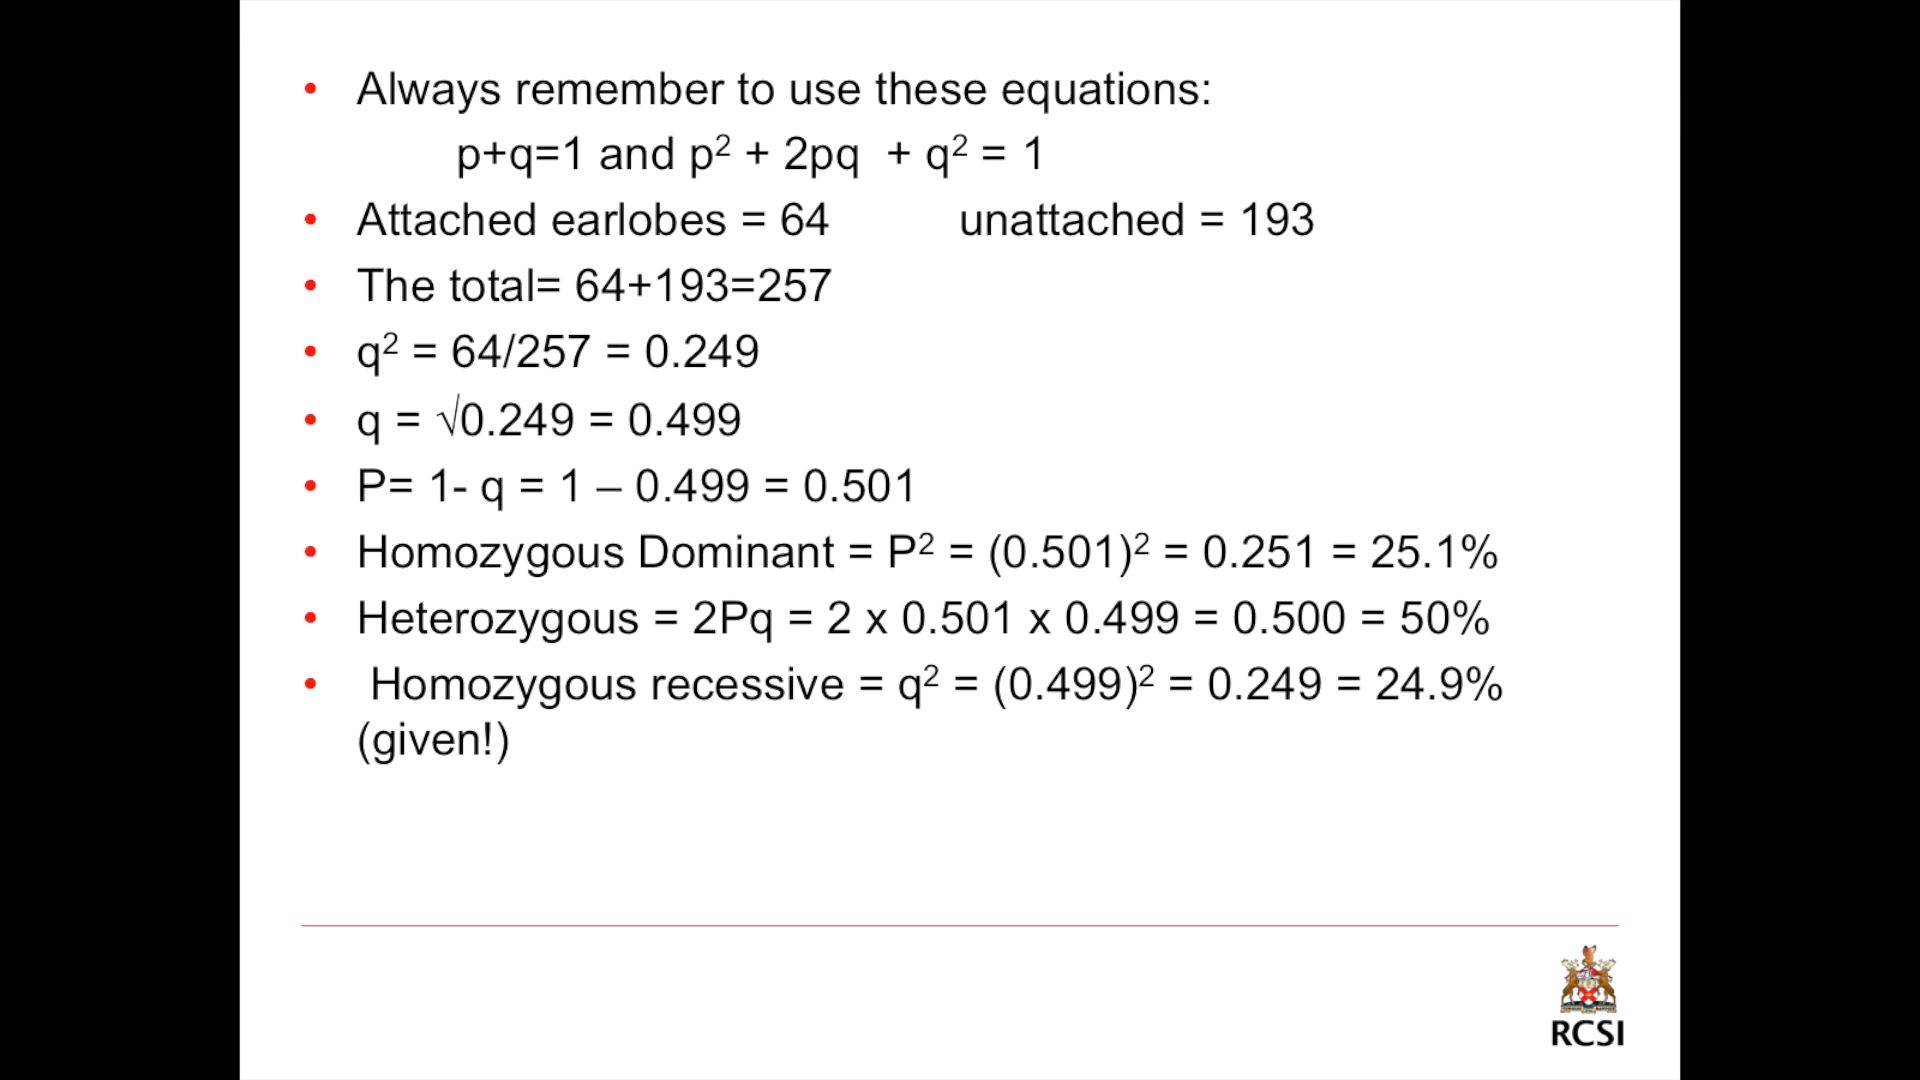 • Always remember to use these equations:
p+q=1 and p² + 2pq + q² = 1
• Attached earlobes = 64 unattached = 193
• The total= 64+193=257
• q² = 64/257 = 0.249
• q = √0.249 = 0.499
• P= 1- q = 1 – 0.499 = 0.501
• Homozygous Dominant = P² = (0.501)² = 0.251 = 25.1%
• Heterozygous = 2Pq = 2 x 0.501 x 0.499 = 0.500 = 50%
• Homozygous recessive = q² = (0.499)² = 0.249 = 24.9%
(given!)
RCSI